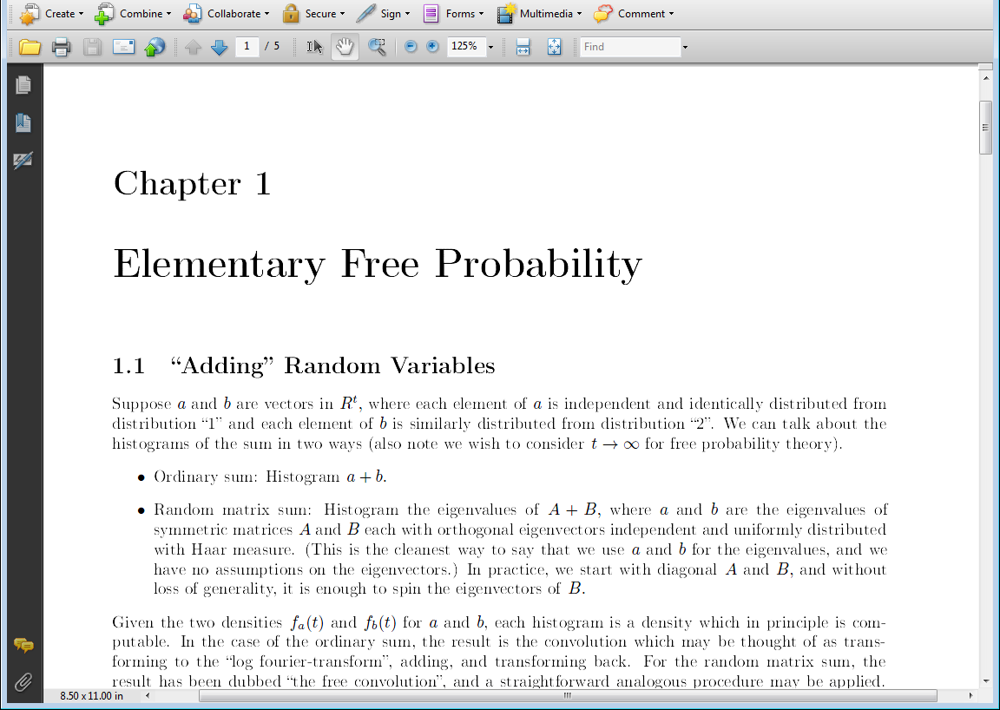 Create Combine Collaborate Secure Sign Forms Multimedia Comment
1 / 5 125% Find
Chapter 1
Elementary Free Probability
1.1 “Adding” Random Variables
Suppose a and b are vectors in Rᵗ, where each element of a is independent and identically distributed from
distribution “1” and each element of b is similarly distributed from distribution “2”. We can talk about the
histograms of the sum in two ways (also note we wish to consider t → ∞ for free probability theory).
• Ordinary sum: Histogram a + b.
• Random matrix sum: Histogram the eigenvalues of A + B, where a and b are the eigenvalues of
symmetric matrices A and B each with orthogonal eigenvectors independent and uniformly distributed
with Haar measure. (This is the cleanest way to say that we use a and b for the eigenvalues, and we
have no assumptions on the eigenvectors.) In practice, we start with diagonal A and B, and without
loss of generality, it is enough to spin the eigenvectors of B.
Given the two densities fₐ(t) and f_b(t) for a and b, each histogram is a density which in principle is com-
putable. In the case of the ordinary sum, the result is the convolution which may be thought of as trans-
forming to the “log fourier-transform”, adding, and transforming back. For the random matrix sum, the
result has been dubbed “the free convolution”, and a straightforward analogous procedure may be applied.
8.50 x 11.00 in